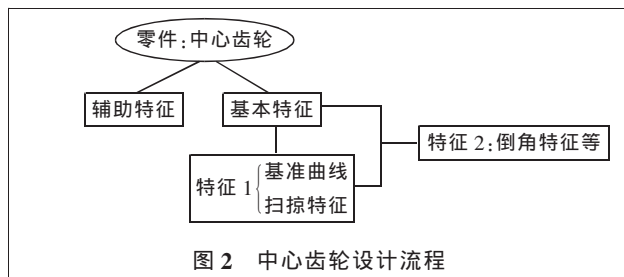 零件:中心齿轮
辅助特征
基本特征
特征 2:倒角特征等
特征 1
基准曲线
扫掠特征
图 2 中心齿轮设计流程